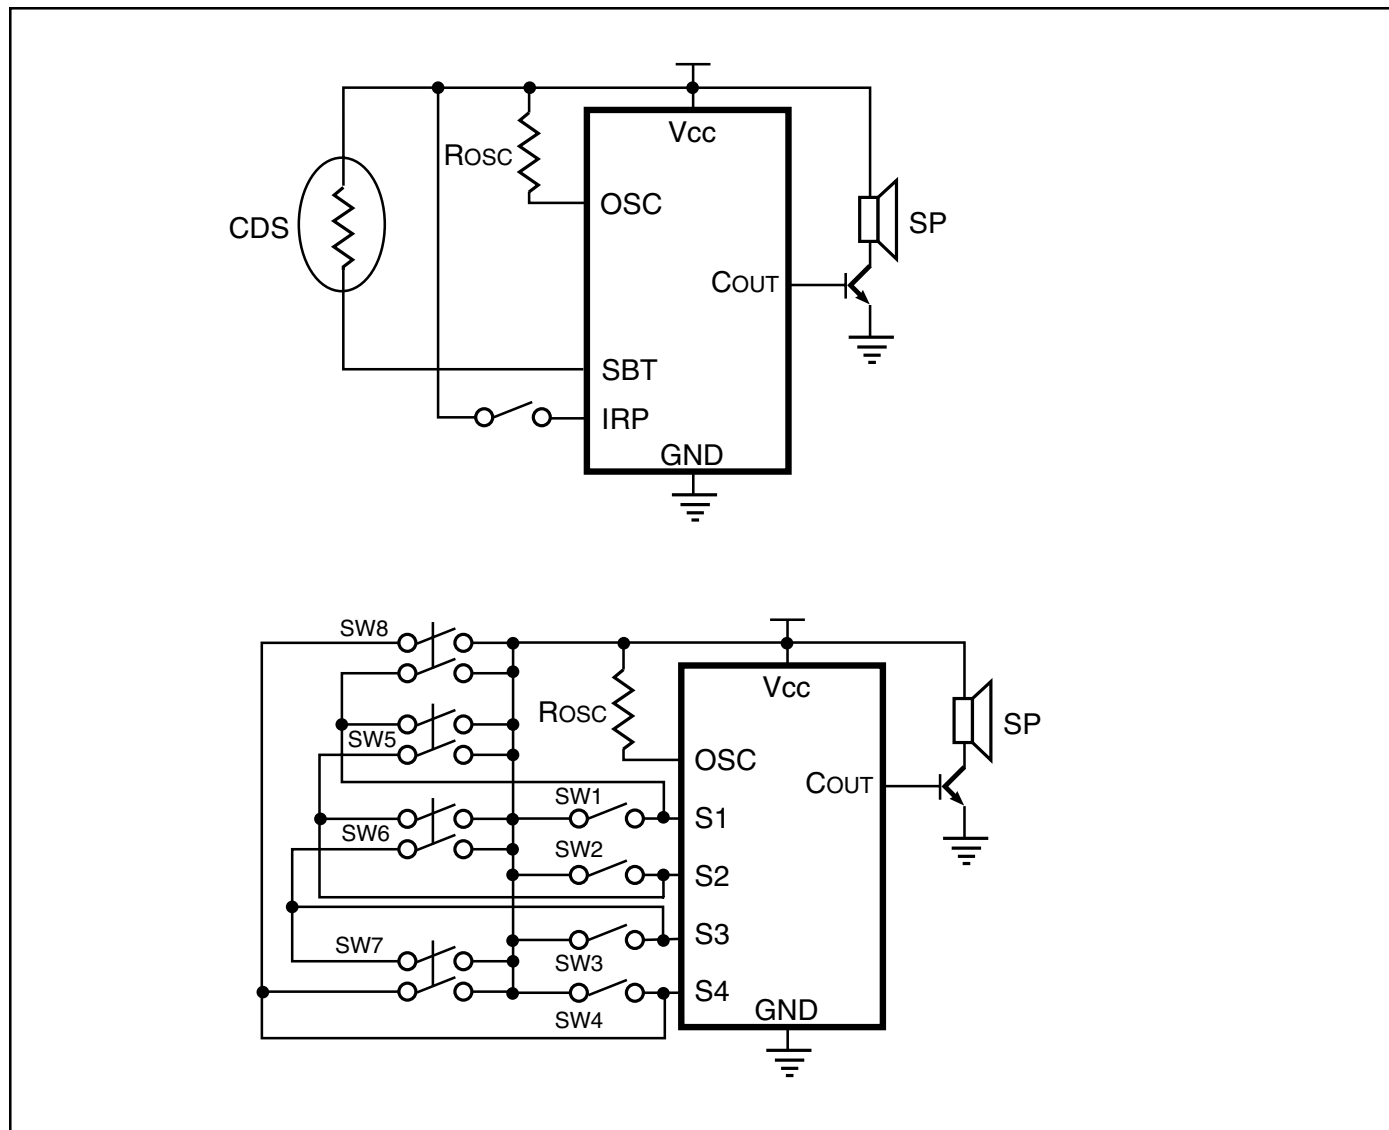 Vcc
ROSC
OSC
CDS
SP
COUT
SBT
IRP
GND
SW8
Vcc
ROSC
SP
SW5
OSC
COUT
SW1
S1
SW6
SW2
S2
S3
SW7
SW3
S4
GND
SW4